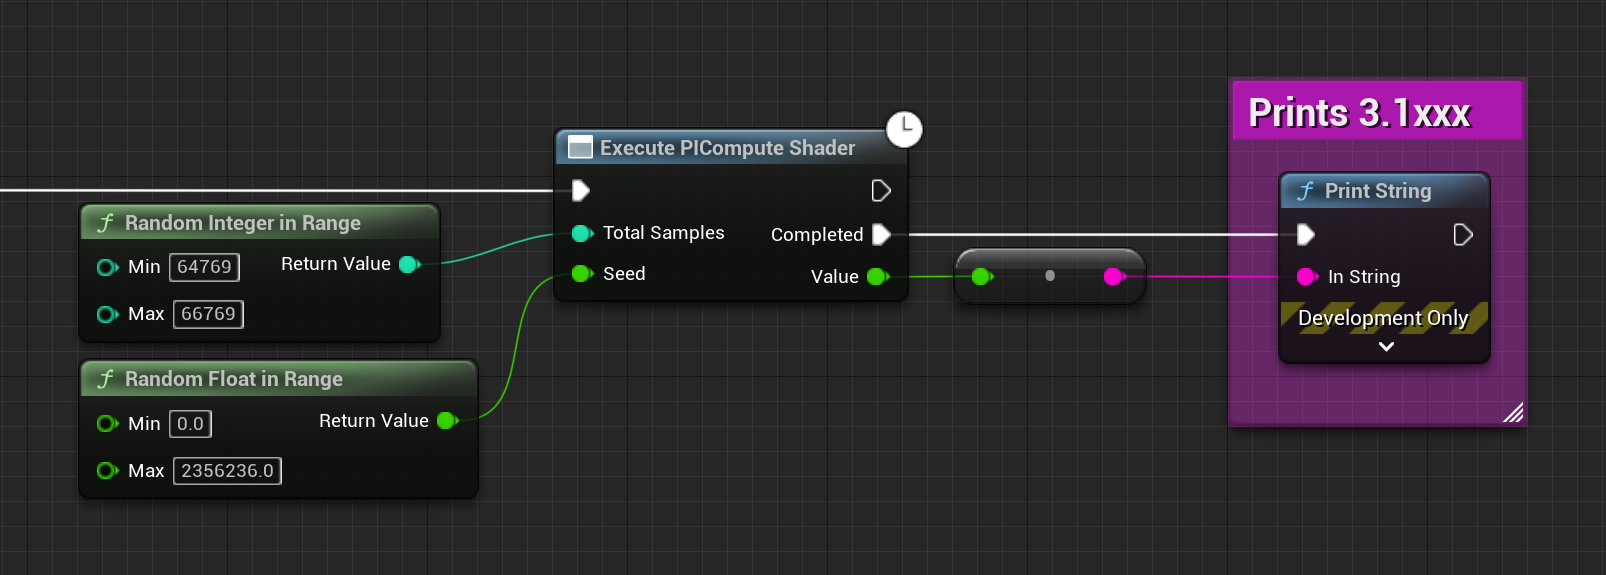 Prints 3.1xxx
Execute PICompute Shader
Total Samples
Completed
Seed
Value
Random Integer in Range
Min 64769
Return Value
Max 66769
Random Float in Range
Min 0.0
Return Value
Max 2356236.0
Print String
In String
Development Only